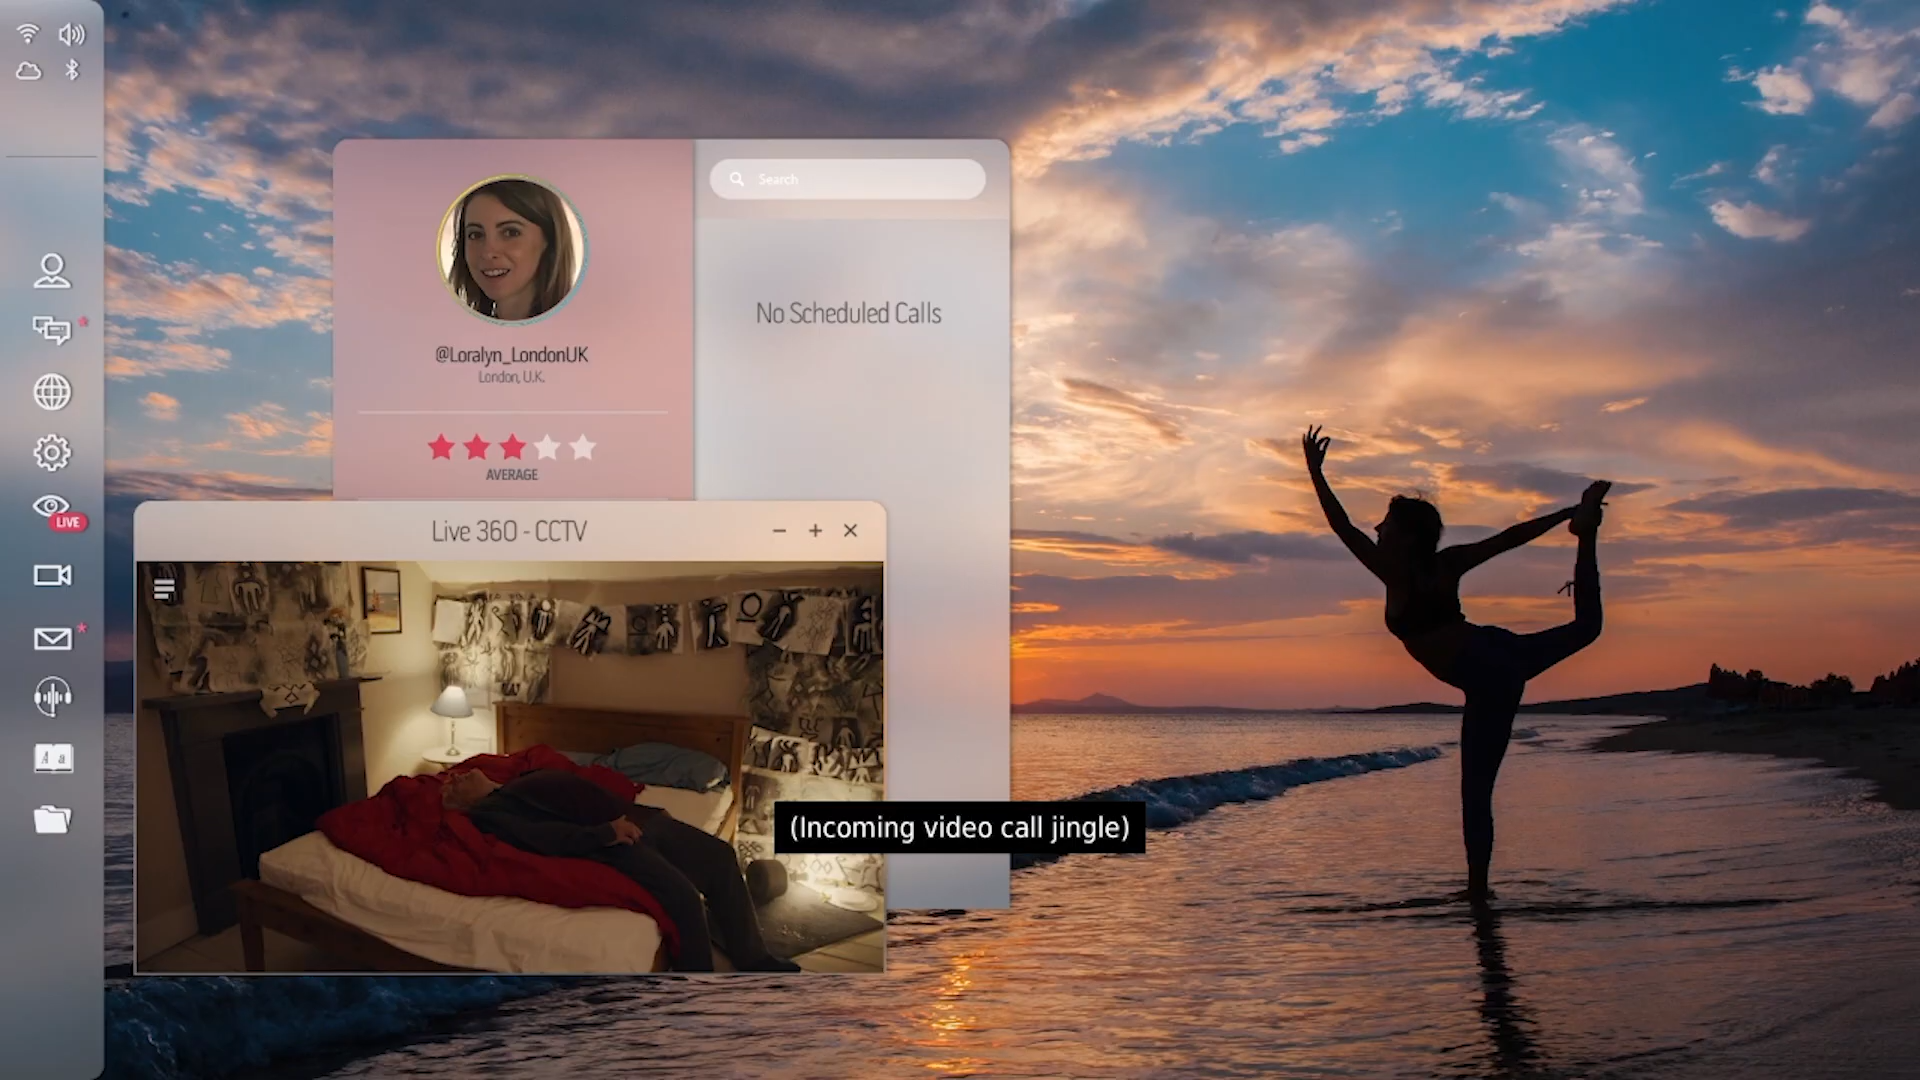 Search
No Scheduled Calls
@Loralyn_LondonUK
London, U.K.
AVERAGE
LIVE
Live 360 - CCTV
A a
(Incoming video call jingle)